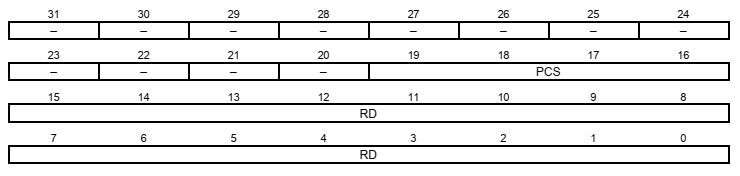 31 30 29 28 27 26 25 24
– – – – – – – –
23 22 21 20 19 18 17 16
– – – – PCS
15 14 13 12 11 10 9 8
RD
7 6 5 4 3 2 1 0
RD